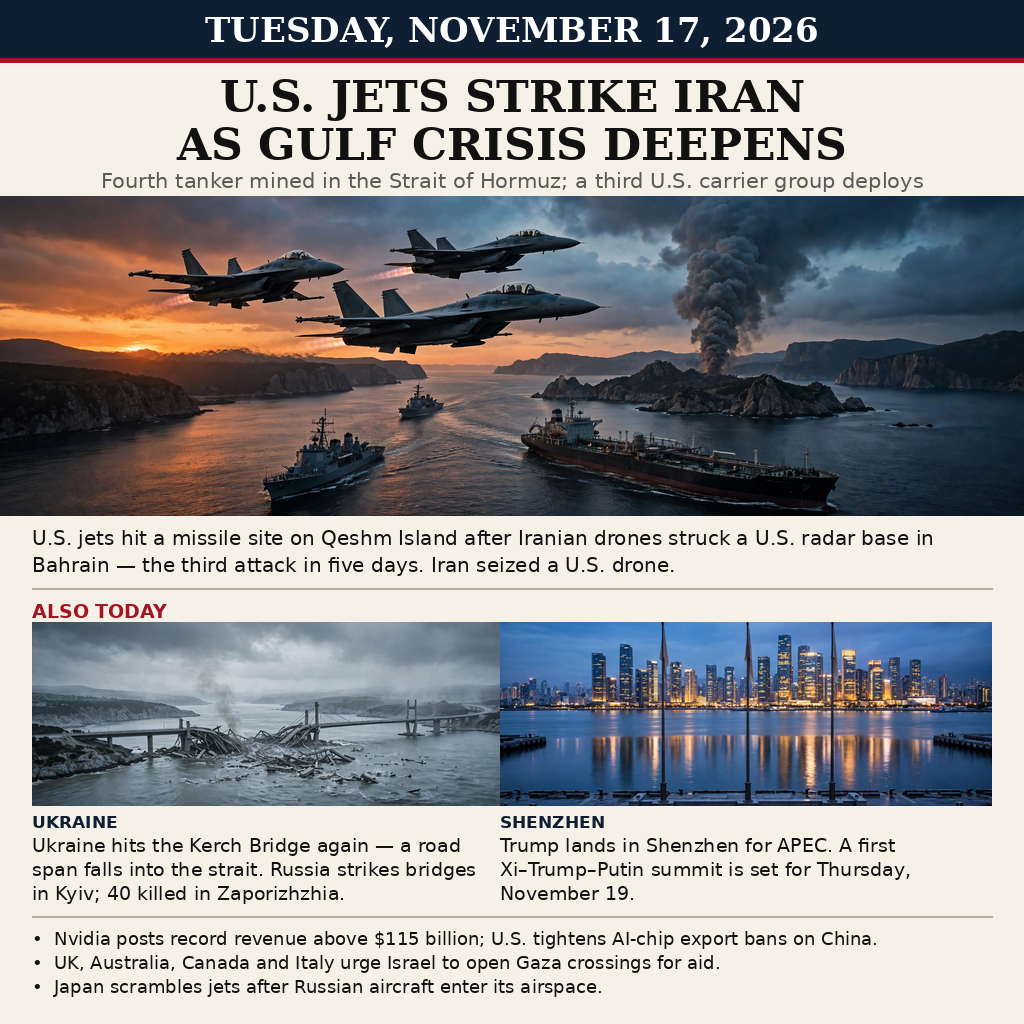 TUESDAY, NOVEMBER 17, 2026
U.S. JETS STRIKE IRAN
AS GULF CRISIS DEEPENS
Fourth tanker mined in the Strait of Hormuz; a third U.S. carrier group deploys
U.S. jets hit a missile site on Qeshm Island after Iranian drones struck a U.S. radar base in
Bahrain — the third attack in five days. Iran seized a U.S. drone.
ALSO TODAY
UKRAINE
Ukraine hits the Kerch Bridge again — a road
span falls into the strait. Russia strikes bridges
in Kyiv; 40 killed in Zaporizhzhia.
SHENZHEN
Trump lands in Shenzhen for APEC. A first
Xi–Trump–Putin summit is set for Thursday,
November 19.
• Nvidia posts record revenue above $115 billion; U.S. tightens AI-chip export bans on China.
• UK, Australia, Canada and Italy urge Israel to open Gaza crossings for aid.
• Japan scrambles jets after Russian aircraft enter its airspace.